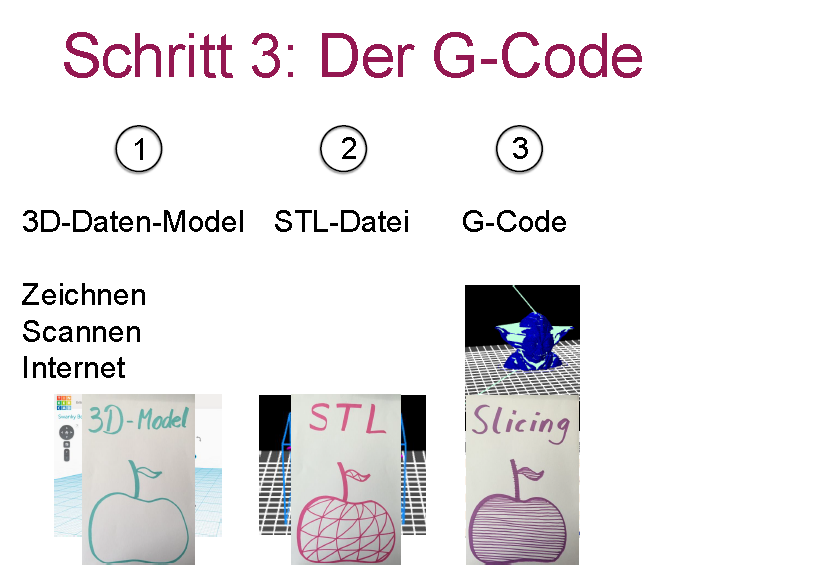 Schritt 3: Der G-Code
1
2
3
3D-Daten-Model
STL-Datei
G-Code
Zeichnen
Scannen
Internet
3D-Model
STL
Slicing